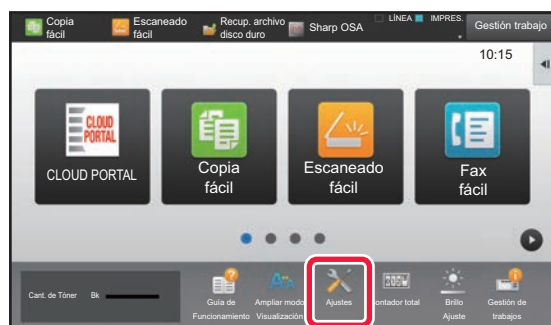 Copia fácil
Escaneado fácil
Recup. archivo disco duro
Sharp OSA
LÍNEA
IMPRES.
Gestión trabajo
10:15
CLOUD PORTAL
CLOUD PORTAL
Copia fácil
Escaneado fácil
Fax fácil
Cant. de Tóner
Bk
Guía de Funcionamiento
Ampliar modo Visualización
Ajustes
ontador total
Brillo Ajuste
Gestión de trabajos